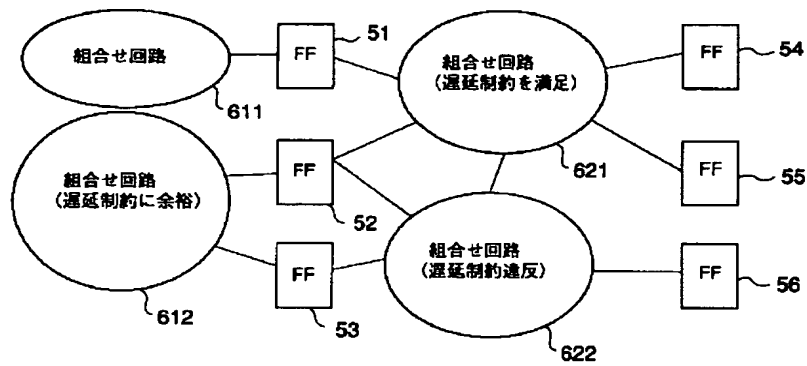 組合せ回路
611
FF
51
組合せ回路
(遅延制約を満足)
621
FF
54
組合せ回路
(遅延制約に余裕)
612
FF
52
FF
55
FF
53
組合せ回路
(遅延制約違反)
622
FF
56